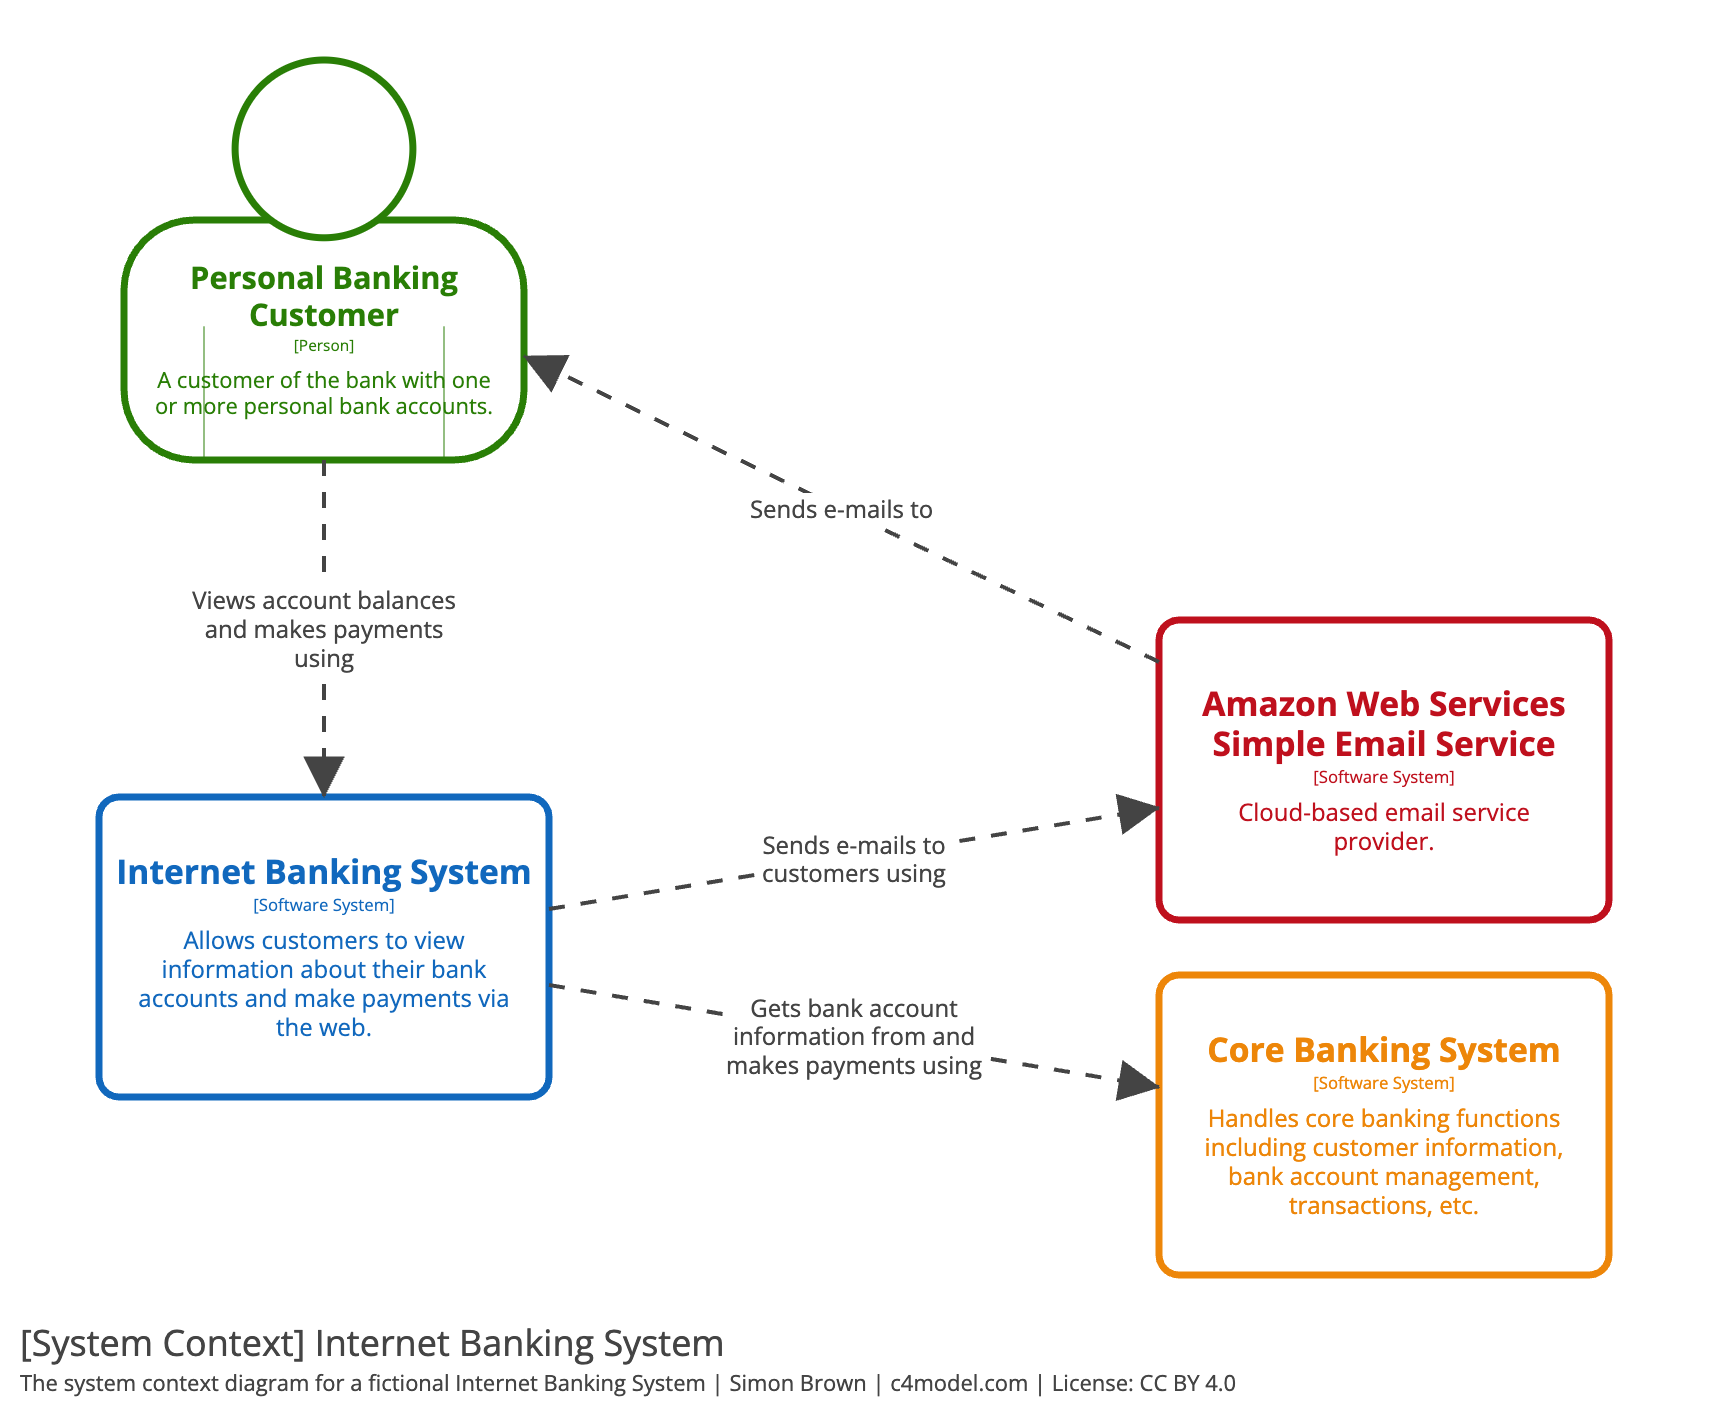 Personal Banking
Customer
[Person]
A customer of the bank with one
or more personal bank accounts.
Sends e-mails to
Views account balances
and makes payments
using
Amazon Web Services
Simple Email Service
[Software System]
Cloud-based email service
provider.
Internet Banking System
[Software System]
Allows customers to view
information about their bank
accounts and make payments via
the web.
Sends e-mails to
customers using
Gets bank account
information from and
makes payments using
Core Banking System
[Software System]
Handles core banking functions
including customer information,
bank account management,
transactions, etc.
[System Context] Internet Banking System
The system context diagram for a fictional Internet Banking System | Simon Brown | c4model.com | License: CC BY 4.0